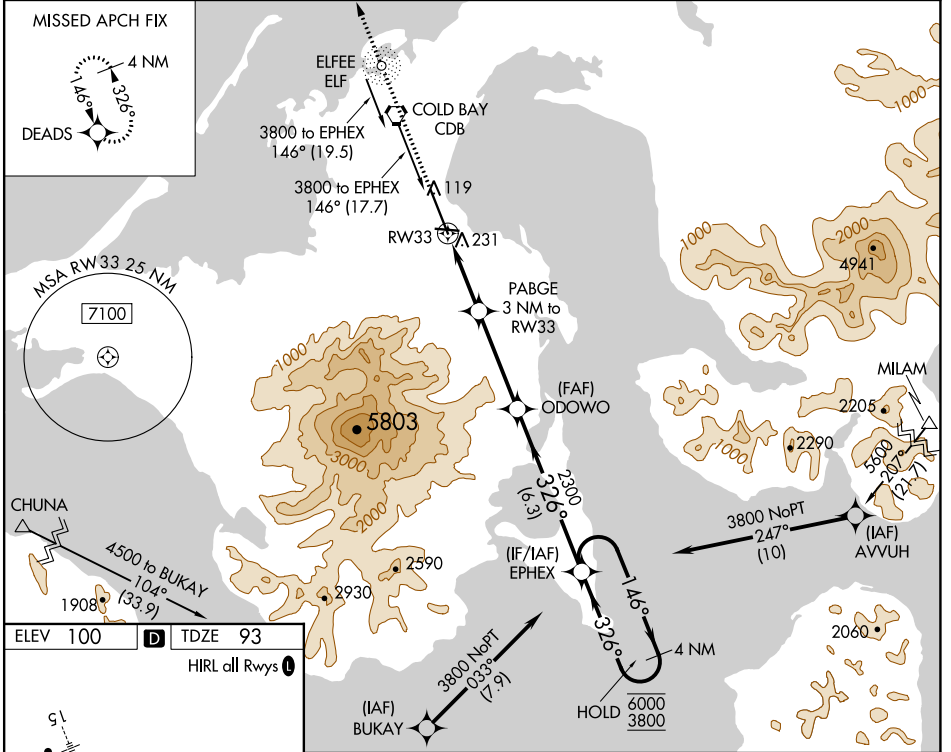 MISSED APCH FIX
4 NM
146°
326°
DEADS
ELFEE
ELF
COLD BAY
CDB
3800 to EPHEX
146° (19.5)
3800 to EPHEX
146° (17.7)
119
RW33
231
1000
1000
2000
4941
MSA RW33 25 NM
7100
PABGE
3 NM to
RW33
1000
5803
3000
2000
(FAF)
ODOWO
MILAM
2205
2290
1000
5600
207°
(21.7)
2300
326°
(6.3)
3800 NoPT
247°
(10)
(IAF)
AVVUH
CHUNA
4500 to BUKAY
104°
(33.9)
1908
2590
2930
(IF/IAF)
EPHEX
146°
326°
4 NM
HOLD
6000
3800
2060
3800 NoPT
033°
(7.9)
(IAF)
BUKAY
ELEV 100
D
TDZE 93
HIRL all Rwys L
15